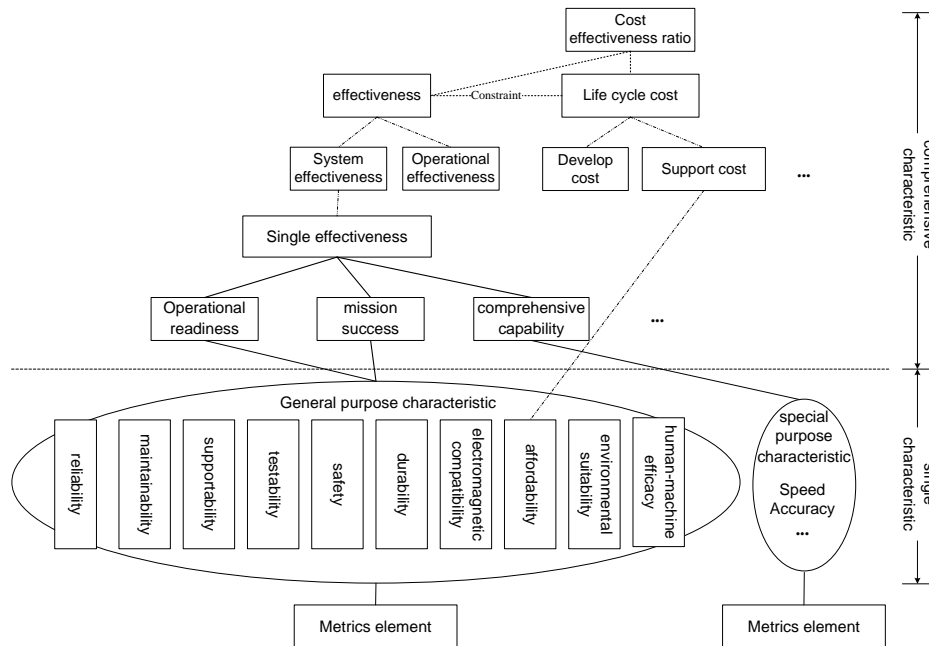 Cost
effectiveness ratio
effectiveness
Constraint
Life cycle cost
System
effectiveness
Operational
effectiveness
Develop
cost
Support cost
...
Single effectiveness
Operational
readiness
mission
success
comprehensive
capability
...
comprehensive
characteristic
General purpose characteristic
reliability
maintainability
supportability
testability
safety
durability
electromagnetic
compatibility
affordability
environmental
suitability
human-machine
efficacy
special
purpose
characteristic
Speed
Accuracy
...
single
characteristic
Metrics element
Metrics element